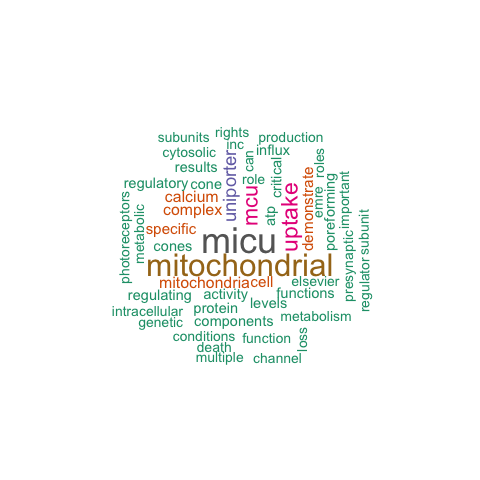 subunits
rights
production
inc
cytosolic
influx
results
can
uniporter
critical
roles
regulatory
cone
role
mcu
calcium
complex
atp
uptake
demonstrate
emre
poreforming
important
photoreceptors
metabolic
specific
cones
micu
presynaptic
regulator
subunit
mitochondrial
mitochondria
cell
elsevier
regulating
activity
levels
functions
intracellular
protein
genetic
components
metabolism
conditions
function
loss
death
multiple
channel